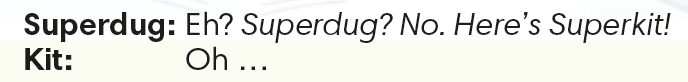 Superdug: Eh? Superdug? No. Here's Superkit!
Kit: Oh …